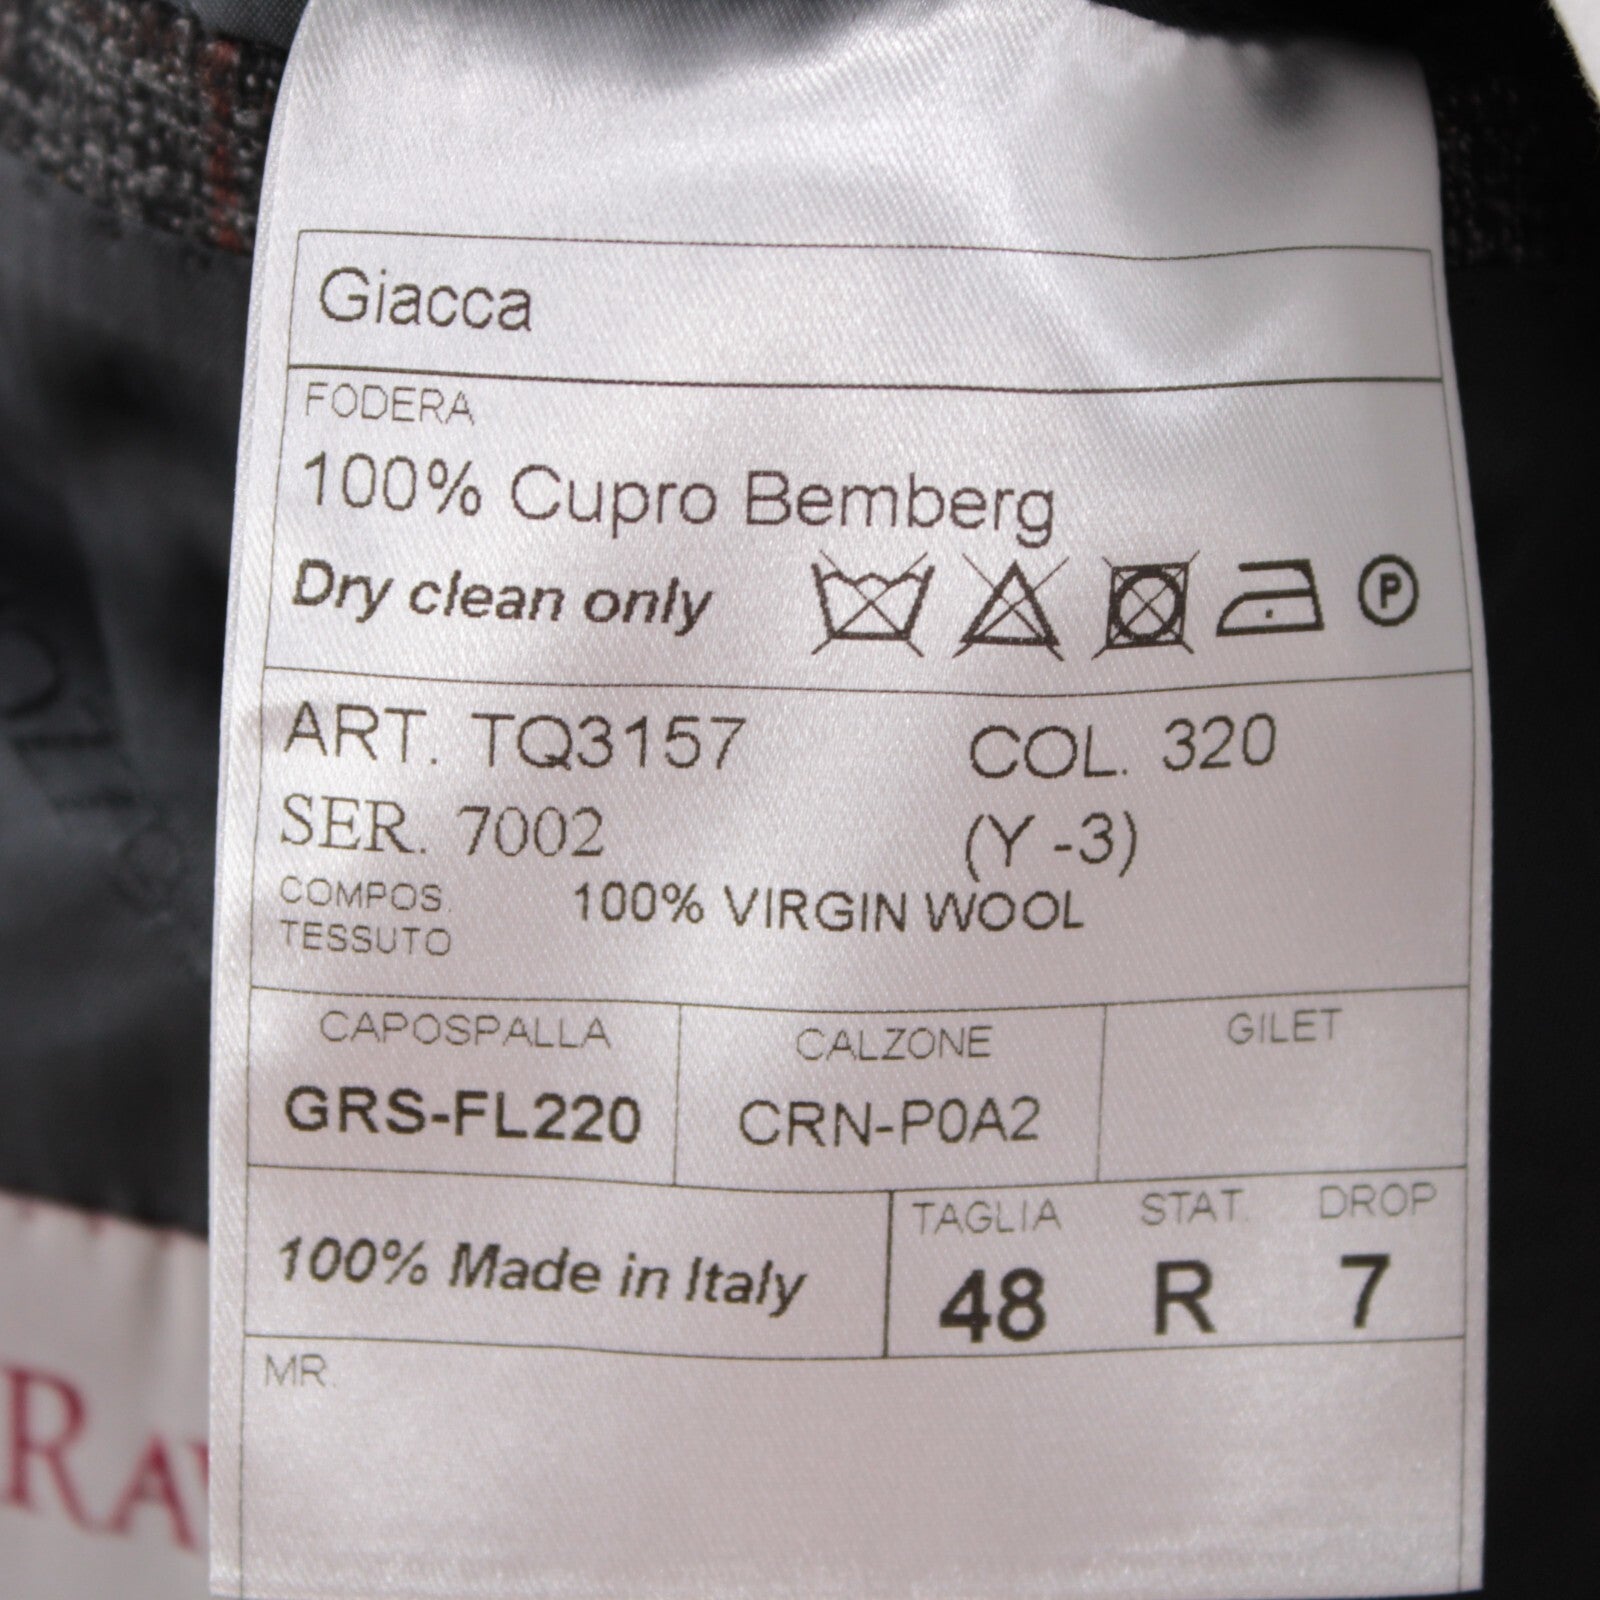 Giacca
FODERA
100% Cupro Bemberg
Dry clean only P
ART. TQ3157 COL. 320
SER. 7002 (Y -3)
COMPOS. 100% VIRGIN WOOL
TESSUTO
CAPOSPALLA CALZONE GILET
GRS-FL220 CRN-P0A2
TAGLIA STAT. DROP
100% Made in Italy 48 R 7
MR.